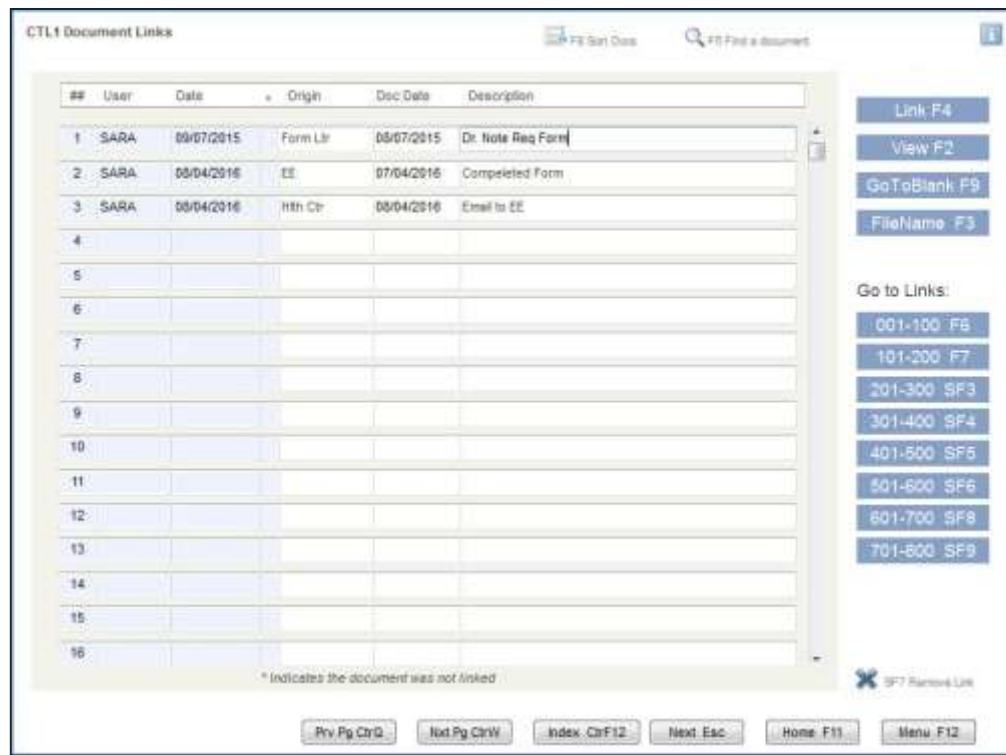 CTL1 Document Links
F8 Sort Docs
F5 Find a document
## User Date * Origin Doc Date Description
1 SARA 09/07/2015 Form Ltr 08/07/2015 Dr. Note Req Form
2 SARA 08/04/2016 EE 07/04/2016 Compeleted Form
3 SARA 08/04/2016 Hlth Ctr 08/04/2016 Email to EE
4
5
6
7
8
9
10
11
12
13
14
15
16
* Indicates the document was not linked
Link F4
View F2
GoToBlank F9
FileName F3
Go to Links:
001-100 F6
101-200 F7
201-300 SF3
301-400 SF4
401-500 SF5
501-600 SF6
601-700 SF8
701-800 SF9
SF7 Remove Link
Prv Pg CtrQ
Nxt Pg CtrW
Index CtrF12
Next Esc
Home F11
Menu F12